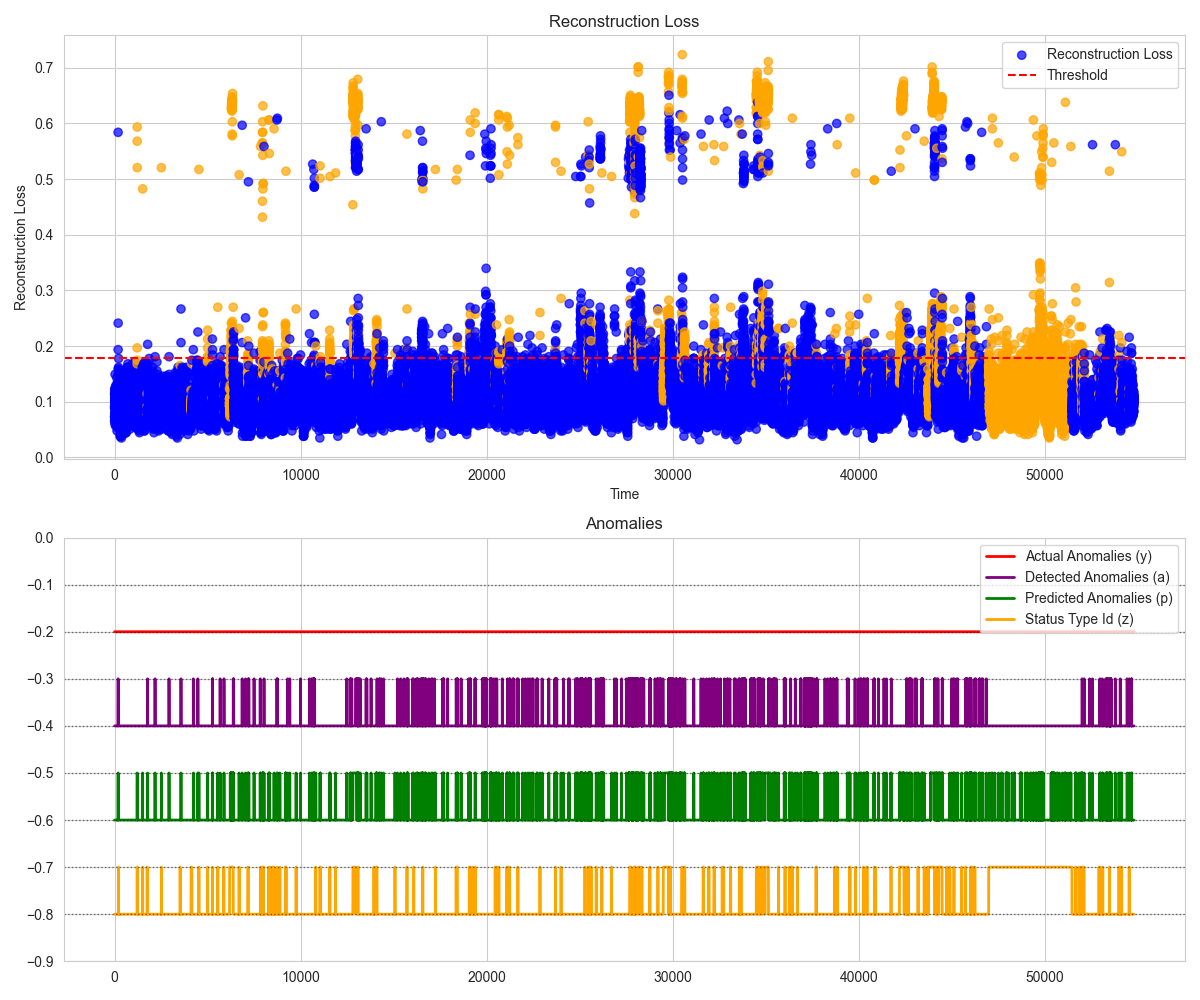 Reconstruction Loss
Reconstruction Loss
Threshold
0.7
0.6
0.5
0.4
0.3
0.2
0.1
0.0
Reconstruction Loss
0 10000 20000 30000 40000 50000
Time
Anomalies
Actual Anomalies (y)
Detected Anomalies (a)
Predicted Anomalies (p)
Status Type Id (z)
0.0
−0.1
−0.2
−0.3
−0.4
−0.5
−0.6
−0.7
−0.8
−0.9
0 10000 20000 30000 40000 50000